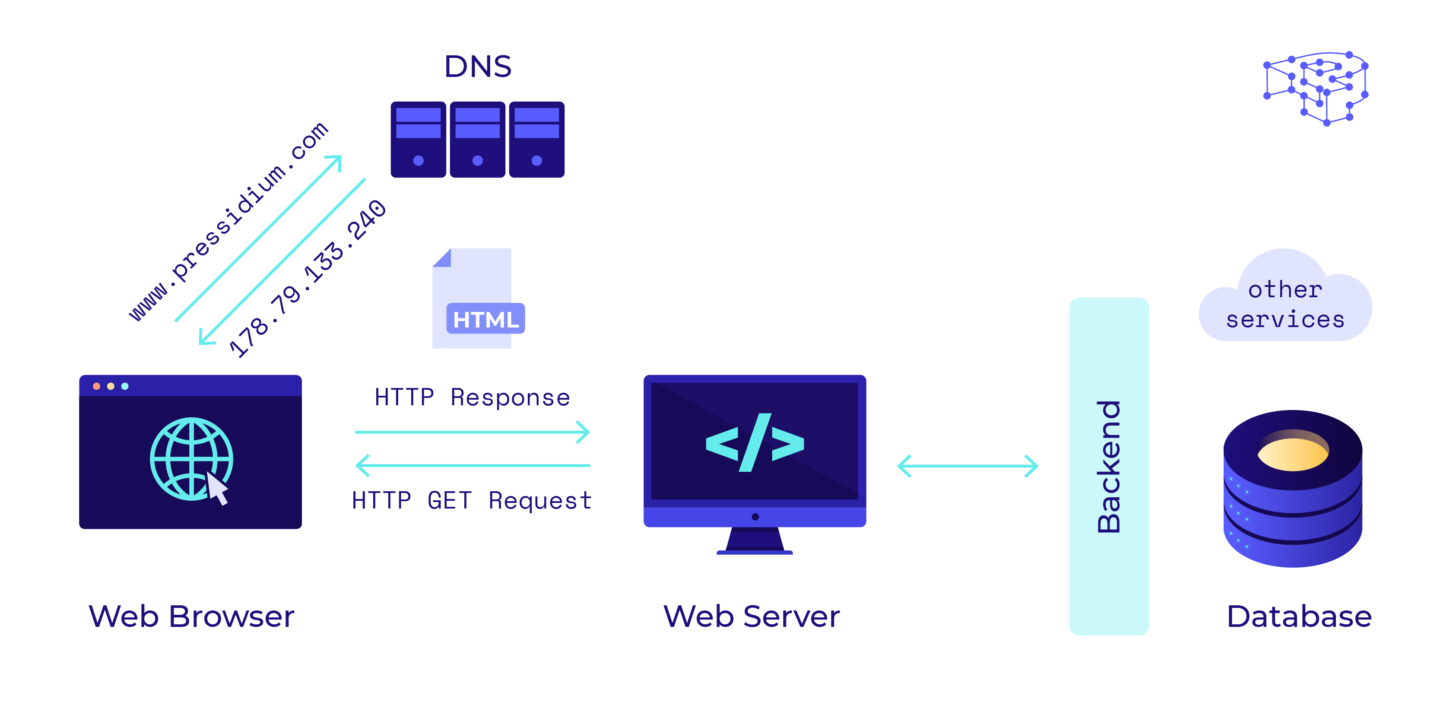 DNS
www.pressidium.com
178.79.133.240
HTML
other
services
HTTP Response
HTTP GET Request
</>
Backend
Web Browser
Web Server
Database